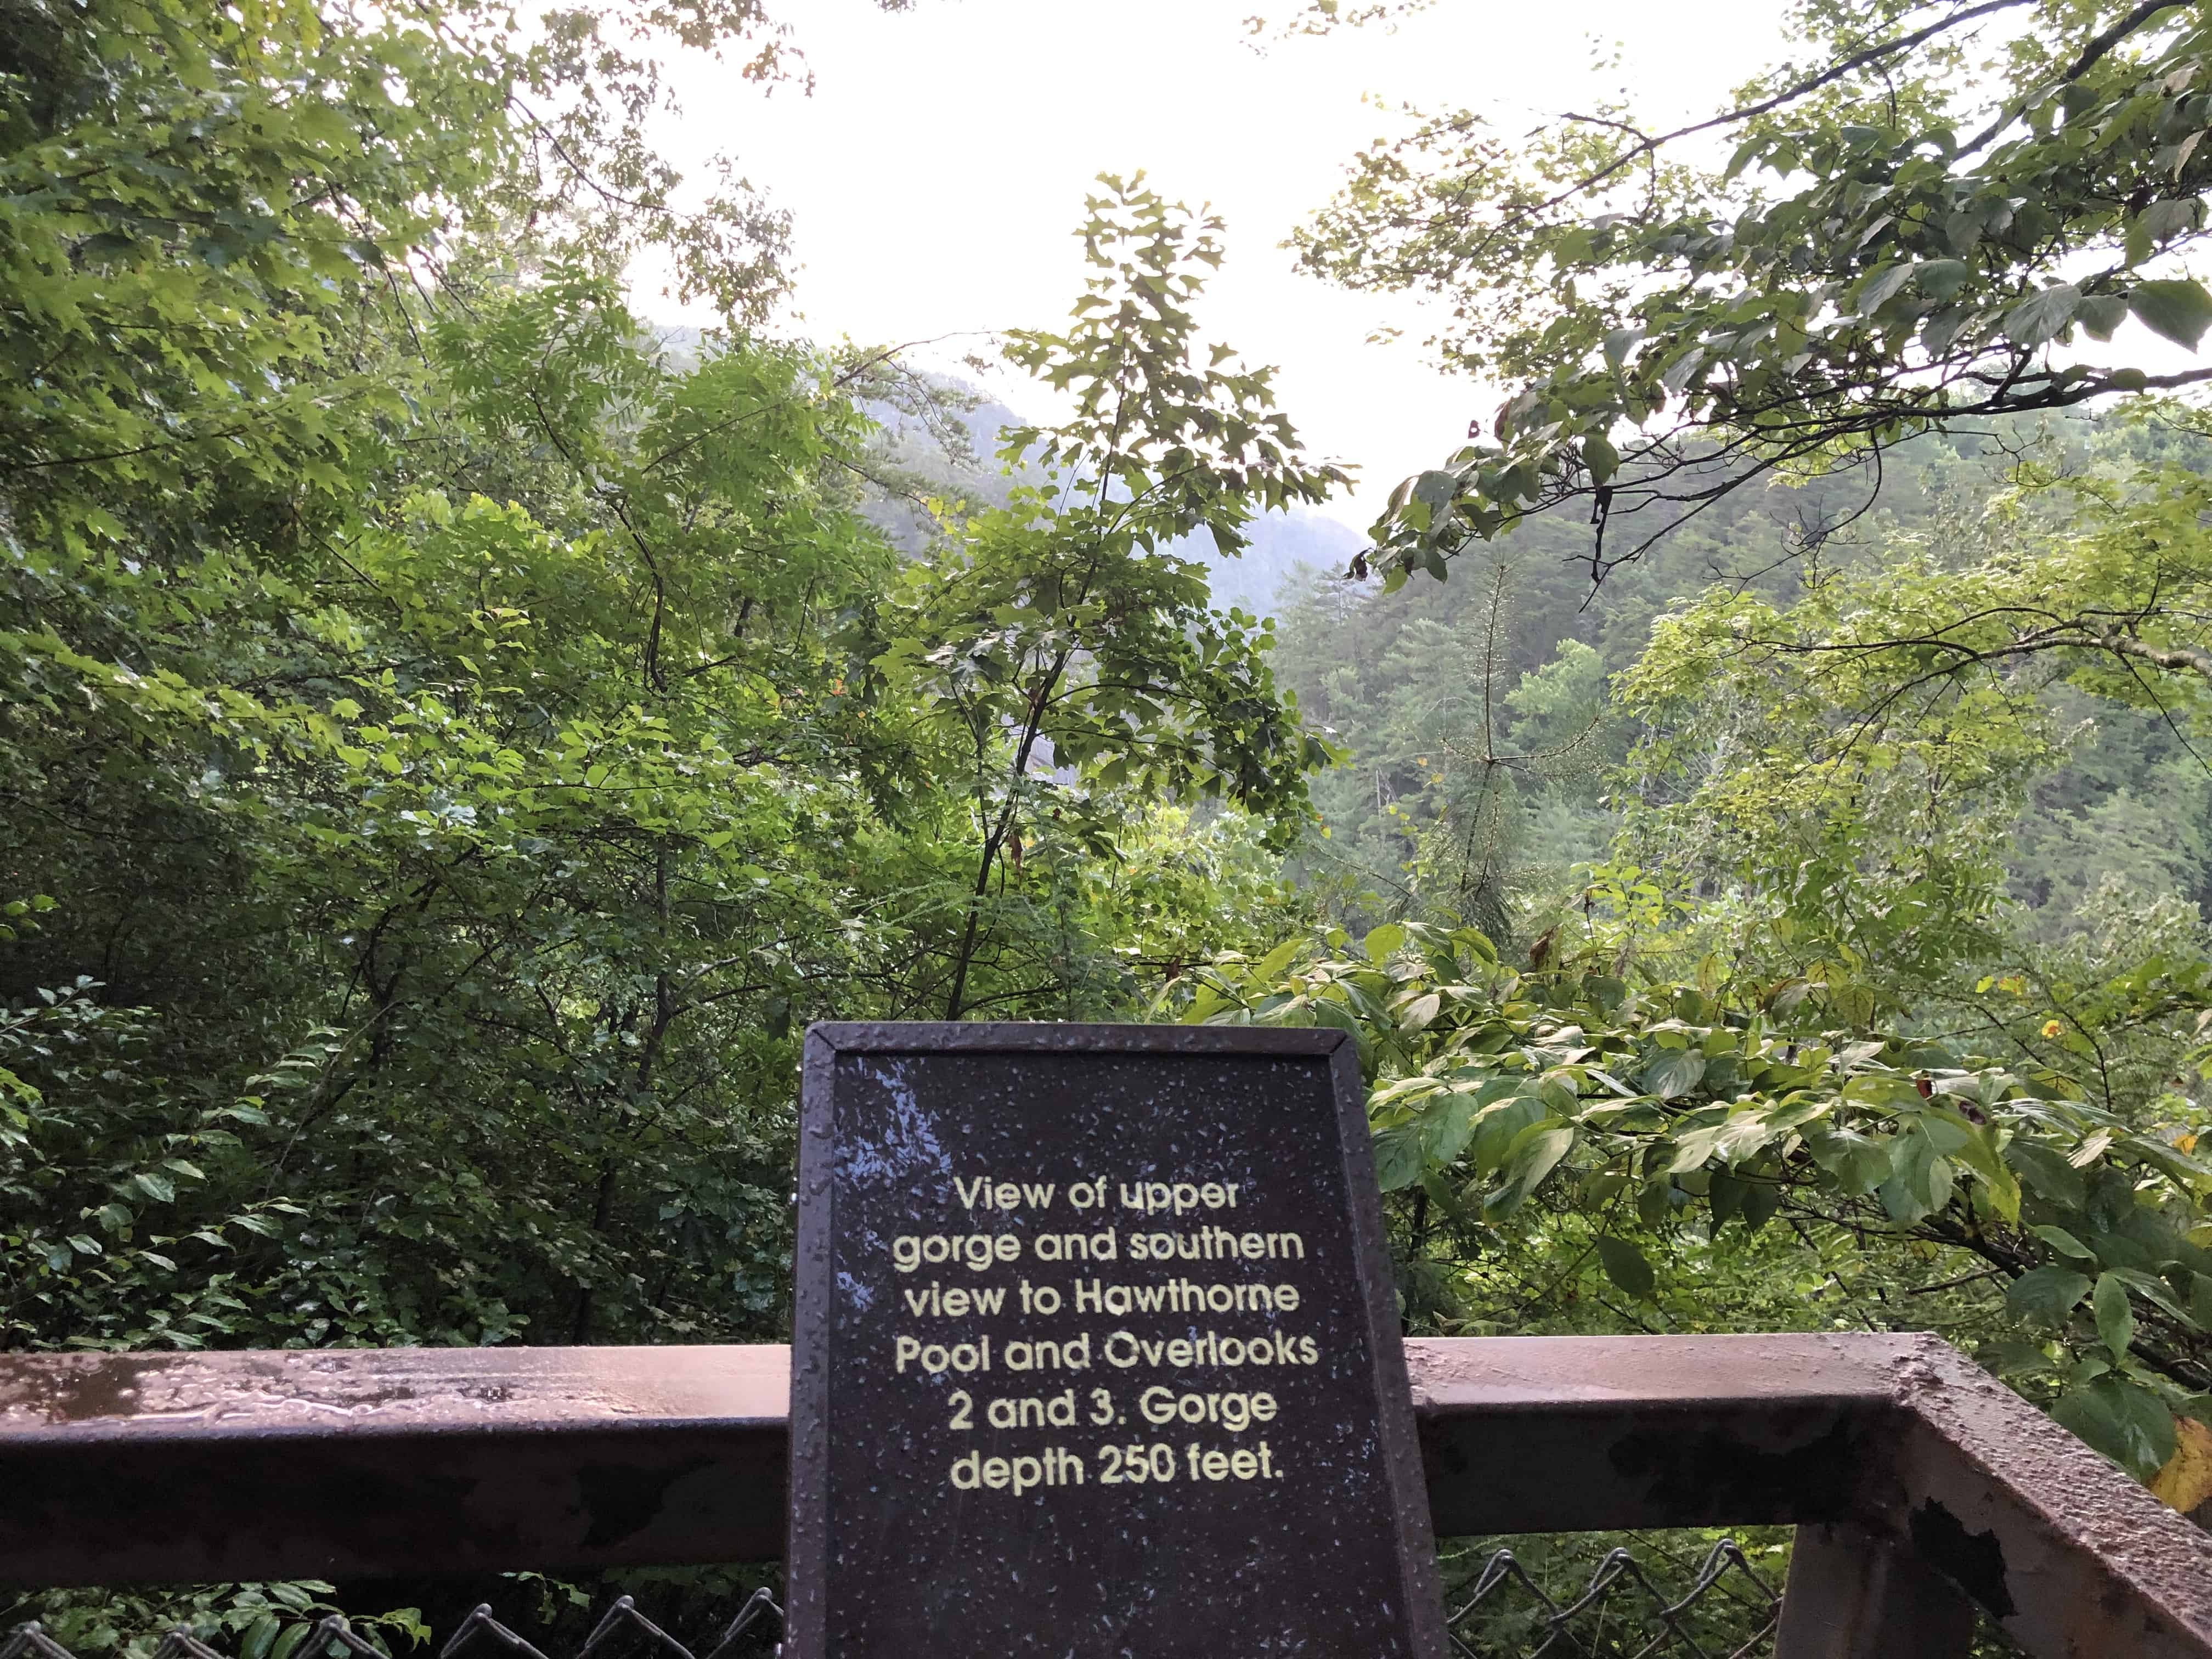 View of upper
gorge and southern
view to Hawthorne
Pool and Overlooks
2 and 3. Gorge
depth 250 feet.